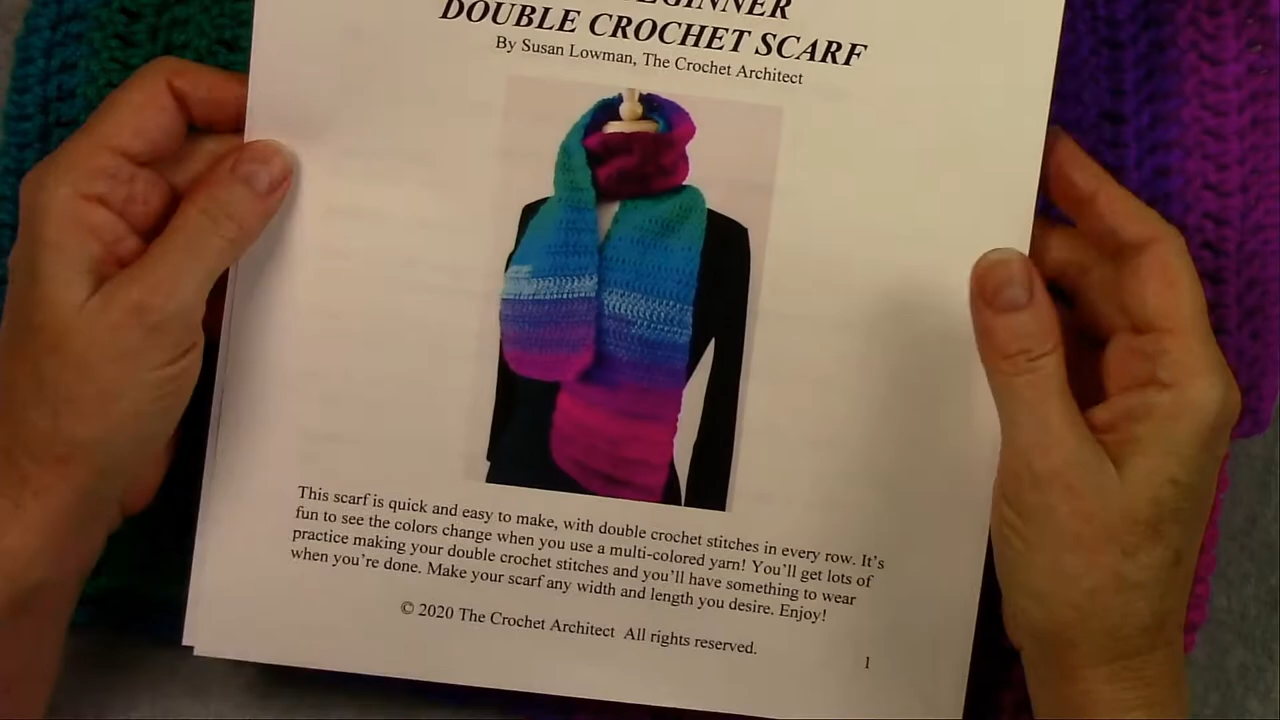 BEGINNER
DOUBLE CROCHET SCARF
By Susan Lowman, The Crochet Architect
This scarf is quick and easy to make, with double crochet stitches in every row. It's
fun to see the colors change when you use a multi-colored yarn! You'll get lots of
practice making your double crochet stitches and you'll have something to wear
when you're done. Make your scarf any width and length you desire. Enjoy!
© 2020 The Crochet Architect All rights reserved.
1